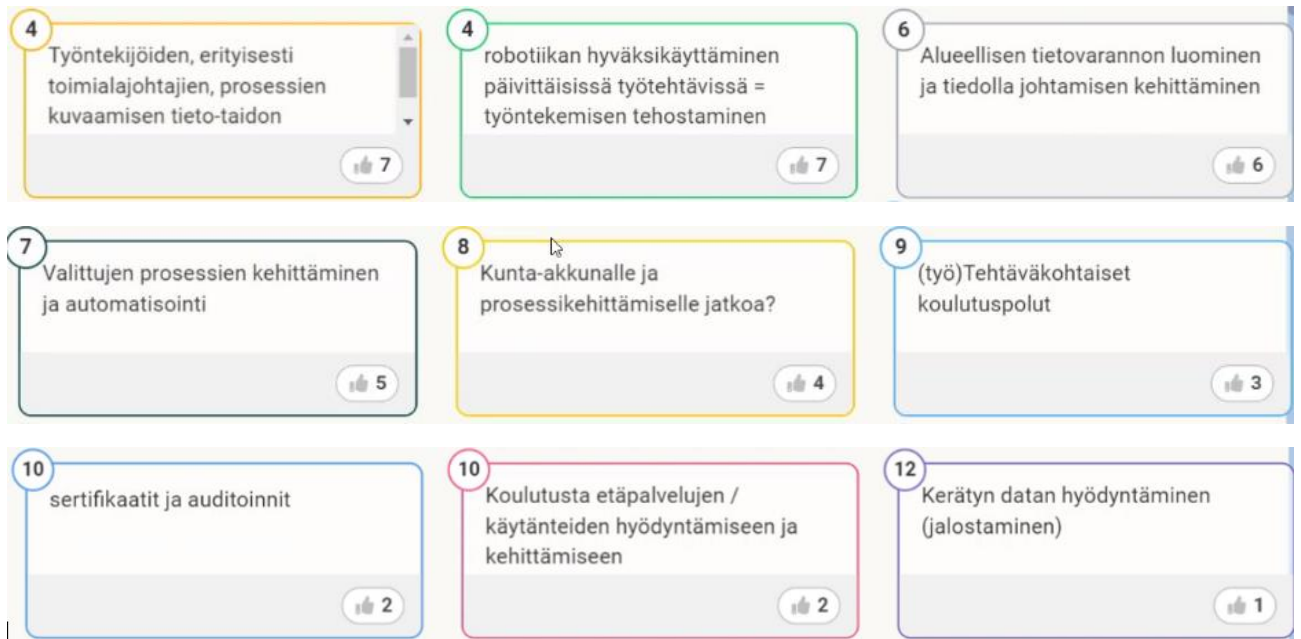 4
Työntekijöiden, erityisesti
toimialajohtajien, prosessien
kuvaamisen tieto-taidon
7
4
robotiikan hyväksikäyttäminen
päivittäisissä työtehtävissä =
työntekemisen tehostaminen
7
6
Alueellisen tietovarannon luominen
ja tiedolla johtamisen kehittäminen
6
7
Valittujen prosessien kehittäminen
ja automatisointi
5
8
Kunta-akkunalle ja
prosessikehittämiselle jatkoa?
4
9
(työ)Tehtäväkohtaiset
koulutuspolut
3
10
sertifikaatit ja auditoinnit
2
10
Koulutusta etäpalvelujen /
käytänteiden hyödyntämiseen ja
kehittämiseen
2
12
Kerätyn datan hyödyntäminen
(jalostaminen)
1